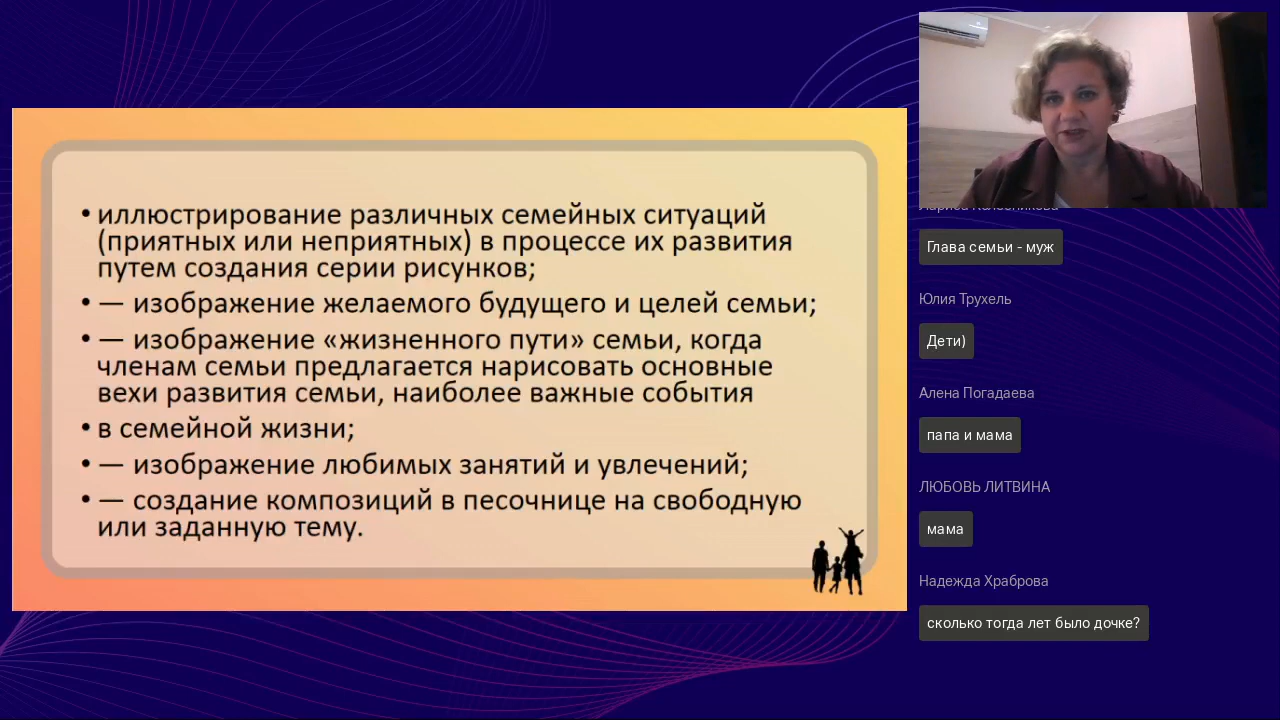 • иллюстрирование различных семейных ситуаций
(приятных или неприятных) в процессе их развития
путем создания серии рисунков;
• — изображение желаемого будущего и целей семьи;
• — изображение «жизненного пути» семьи, когда
членам семьи предлагается нарисовать основные
вехи развития семьи, наиболее важные события
• в семейной жизни;
• — изображение любимых занятий и увлечений;
• — создание композиций в песочнице на свободную
или заданную тему.
Глава семьи - муж
Юлия Трухель
Дети)
Алена Погадаева
папа и мама
ЛЮБОВЬ ЛИТВИНА
мама
Надежда Храброва
сколько тогда лет было дочке?